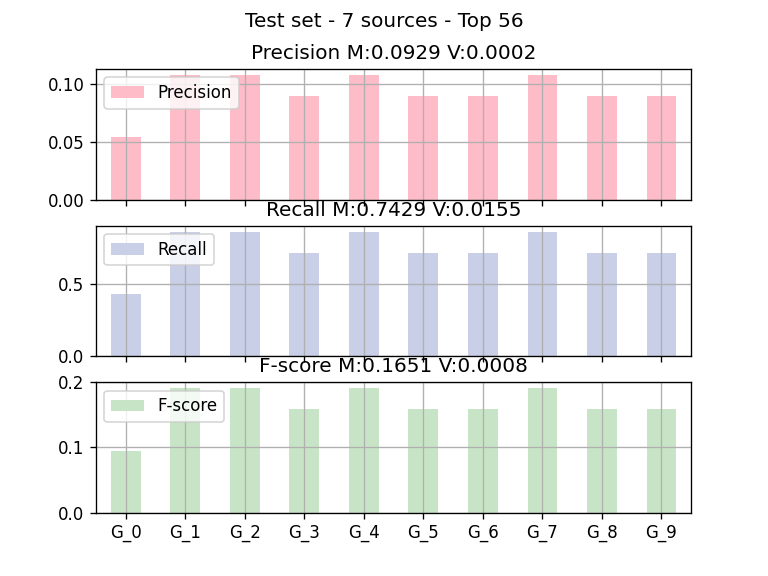 Test set - 7 sources - Top 56
Precision M:0.0929 V:0.0002
0.10
0.05
0.00
Precision
Recall M:0.7429 V:0.0155
0.5
0.0
Recall
F-score M:0.1651 V:0.0008
0.2
0.1
0.0
F-score
G_0 G_1 G_2 G_3 G_4 G_5 G_6 G_7 G_8 G_9